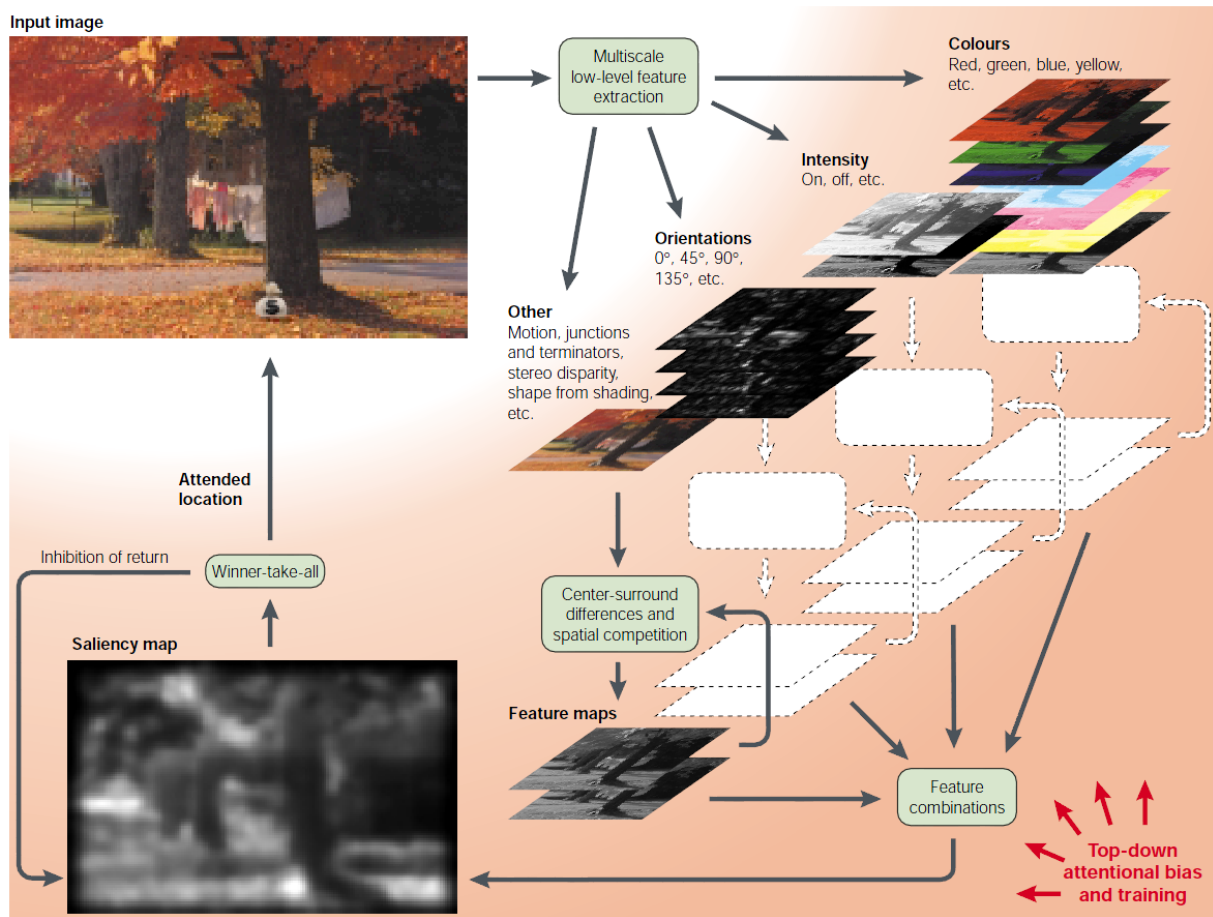 Input image
Multiscale
low-level feature
extraction
Colours
Red, green, blue, yellow,
etc.
Intensity
On, off, etc.
Orientations
0°, 45°, 90°,
135°, etc.
Other
Motion, junctions
and terminators,
stereo disparity,
shape from shading,
etc.
S
Attended
location
Inhibition of return
Winner-take-all
Center-surround
differences and
spatial competition
Saliency map
Feature maps
Feature
combinations
Top-down
attentional bias
and training